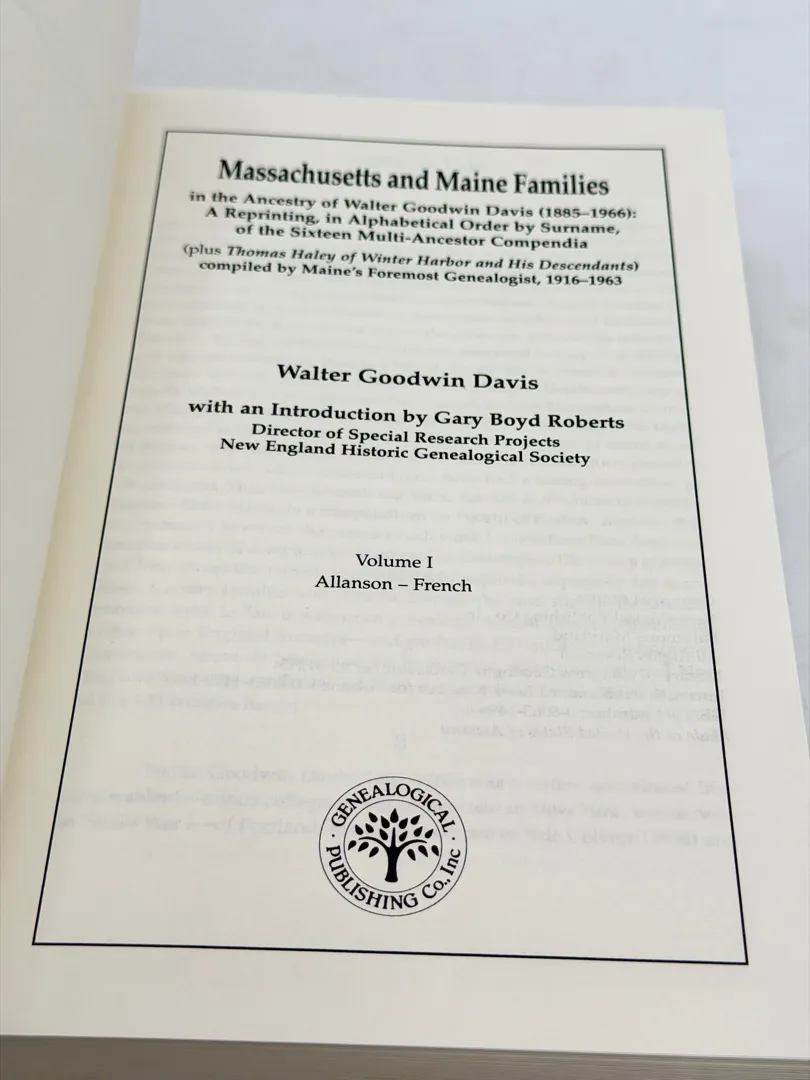 Massachusetts and Maine Families
in the Ancestry of Walter Goodwin Davis (1885–1966):
A Reprinting, in Alphabetical Order by Surname,
of the Sixteen Multi-Ancestor Compendia
(plus Thomas Haley of Winter Harbor and His Descendants)
compiled by Maine's Foremost Genealogist, 1916–1963
Walter Goodwin Davis
with an Introduction by Gary Boyd Roberts
Director of Special Research Projects
New England Historic Genealogical Society
Volume I
Allanson – French
· GENEALOGICAL ·
PUBLISHING Co., Inc